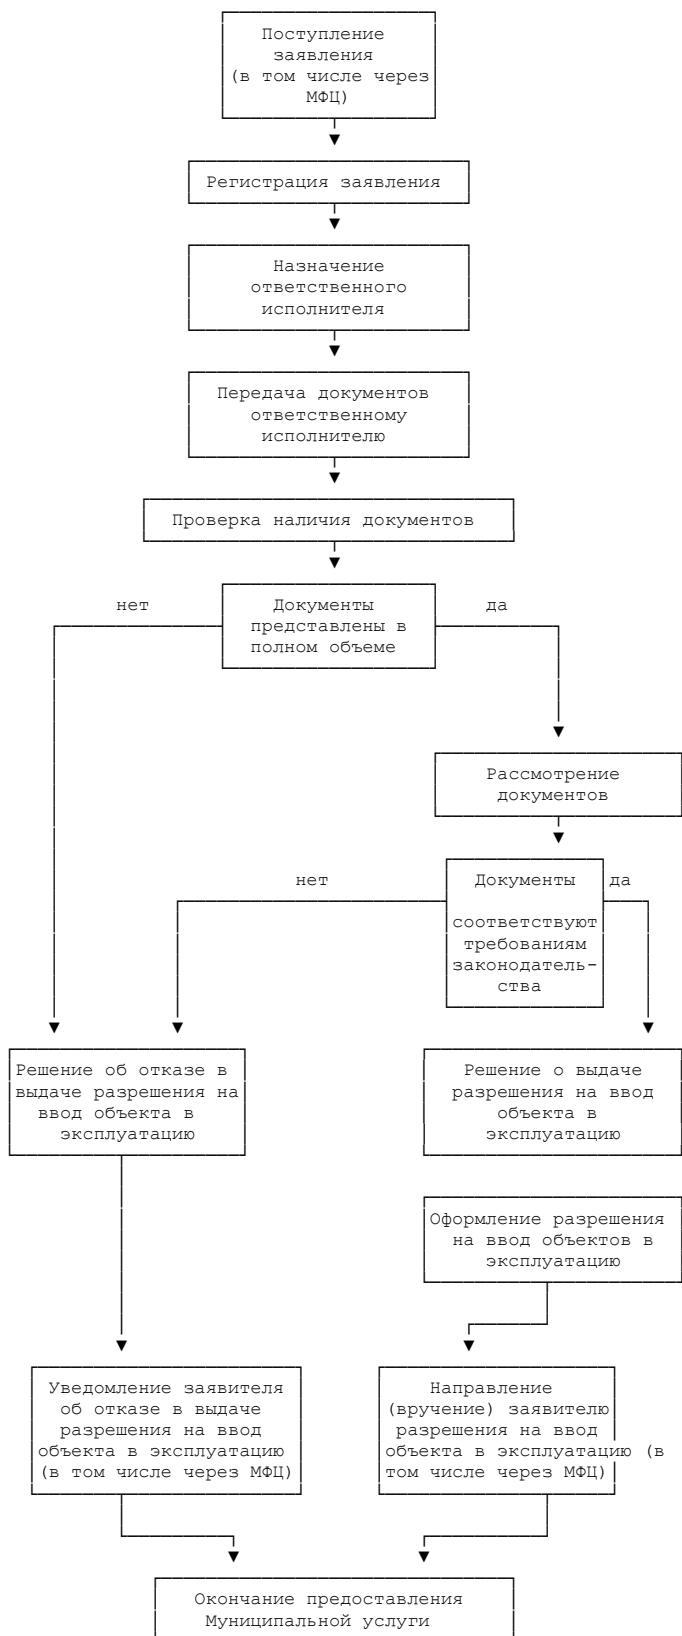 Поступление
заявления
(в том числе через
МФЦ)
Регистрация заявления
Назначение
ответственного
исполнителя
Передача документов
ответственному
исполнителю
Проверка наличия документов
нет
Документы
представлены в
полном объеме
да
Рассмотрение
документов
нет
Документы
соответствуют
требованиям
законодатель-
ства
да
Решение об отказе в
выдаче разрешения на
ввод объекта в
эксплуатацию
Решение о выдаче
разрешения на ввод
объекта в
эксплуатацию
Оформление разрешения
на ввод объектов в
эксплуатацию
Уведомление заявителя
об отказе в выдаче
разрешения на ввод
объекта в эксплуатацию
(в том числе через МФЦ)
Направление
(вручение) заявителю
разрешения на ввод
объекта в эксплуатацию (в
том числе через МФЦ)
Окончание предоставления
Муниципальной услуги